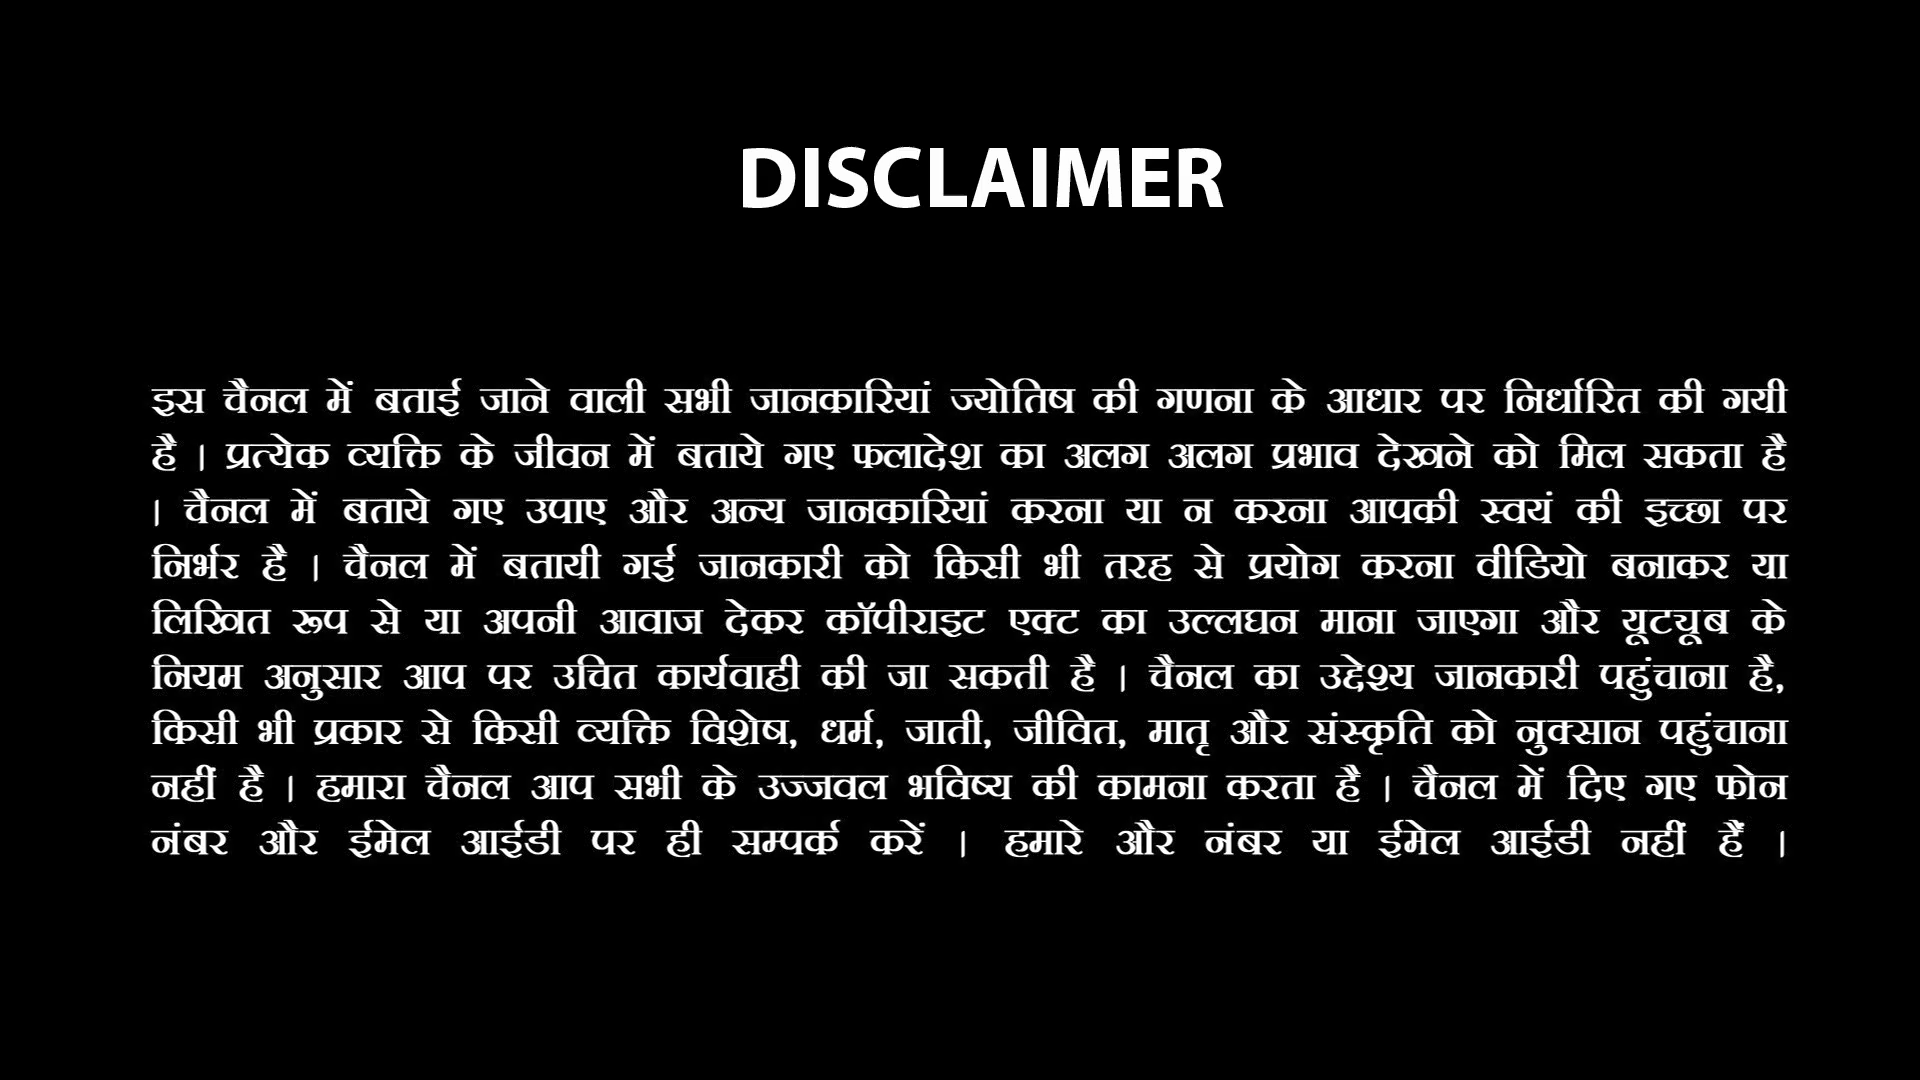 DISCLAIMER
इस चैनल में बताई जाने वाली सभी जानकारियां ज्योतिष की गणना के आधार पर निर्धारित की गयी
है । प्रत्येक व्यक्ति के जीवन में बताये गए फलादेश का अलग अलग प्रभाव देखने को मिल सकता है
। चैनल में बताये गए उपाए और अन्य जानकारियां करना या न करना आपकी स्वयं की इच्छा पर
निर्भर है । चैनल में बतायी गई जानकारी को किसी भी तरह से प्रयोग करना वीडियो बनाकर या
लिखित रूप से या अपनी आवाज देकर कॉपीराइट एक्ट का उल्लघन माना जाएगा और यूट्यूब के
नियम अनुसार आप पर उचित कार्यवाही की जा सकती है । चैनल का उद्देश्य जानकारी पहुंचाना है,
किसी भी प्रकार से किसी व्यक्ति विशेष, धर्म, जाती, जीवित, मातृ और संस्कृति को नुक्सान पहुंचाना
नहीं है । हमारा चैनल आप सभी के उज्जवल भविष्य की कामना करता है । चैनल में दिए गए फोन
नंबर और ईमेल आईडी पर ही सम्पर्क करें । हमारे और नंबर या ईमेल आईडी नहीं हैं ।